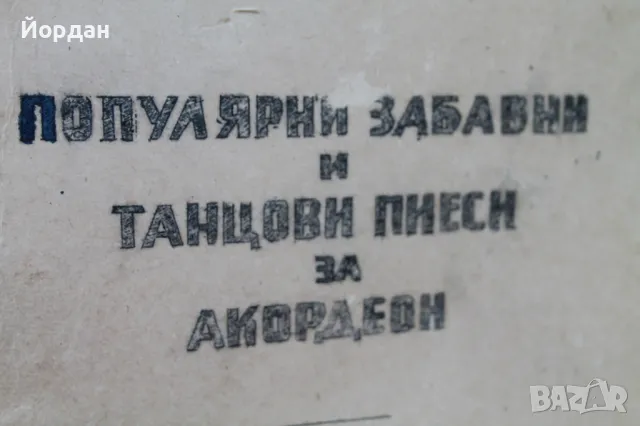 Йордан
ПОПУЛЯРНИ ЗАБАВНИ
И
ТАНЦОВИ ПИЕСИ
ЗА
АКОРДЕОН
BAZAR